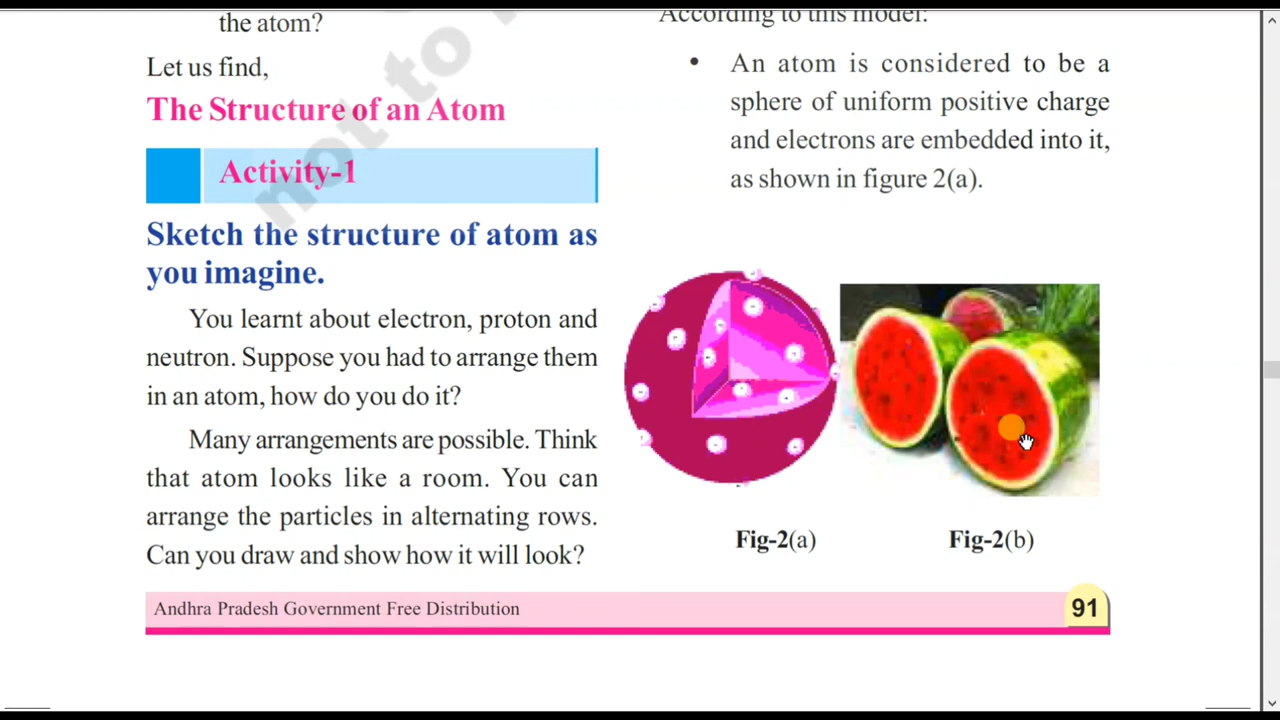 the atom?
Let us find,
The Structure of an Atom
Activity-1
Sketch the structure of atom as
you imagine.
You learnt about electron, proton and
neutron. Suppose you had to arrange them
in an atom, how do you do it?
Many arrangements are possible. Think
that atom looks like a room. You can
arrange the particles in alternating rows.
Can you draw and show how it will look?
According to this model:
• An atom is considered to be a
sphere of uniform positive charge
and electrons are embedded into it,
as shown in figure 2(a).
Fig-2(a)
Fig-2(b)
Andhra Pradesh Government Free Distribution
91
not to